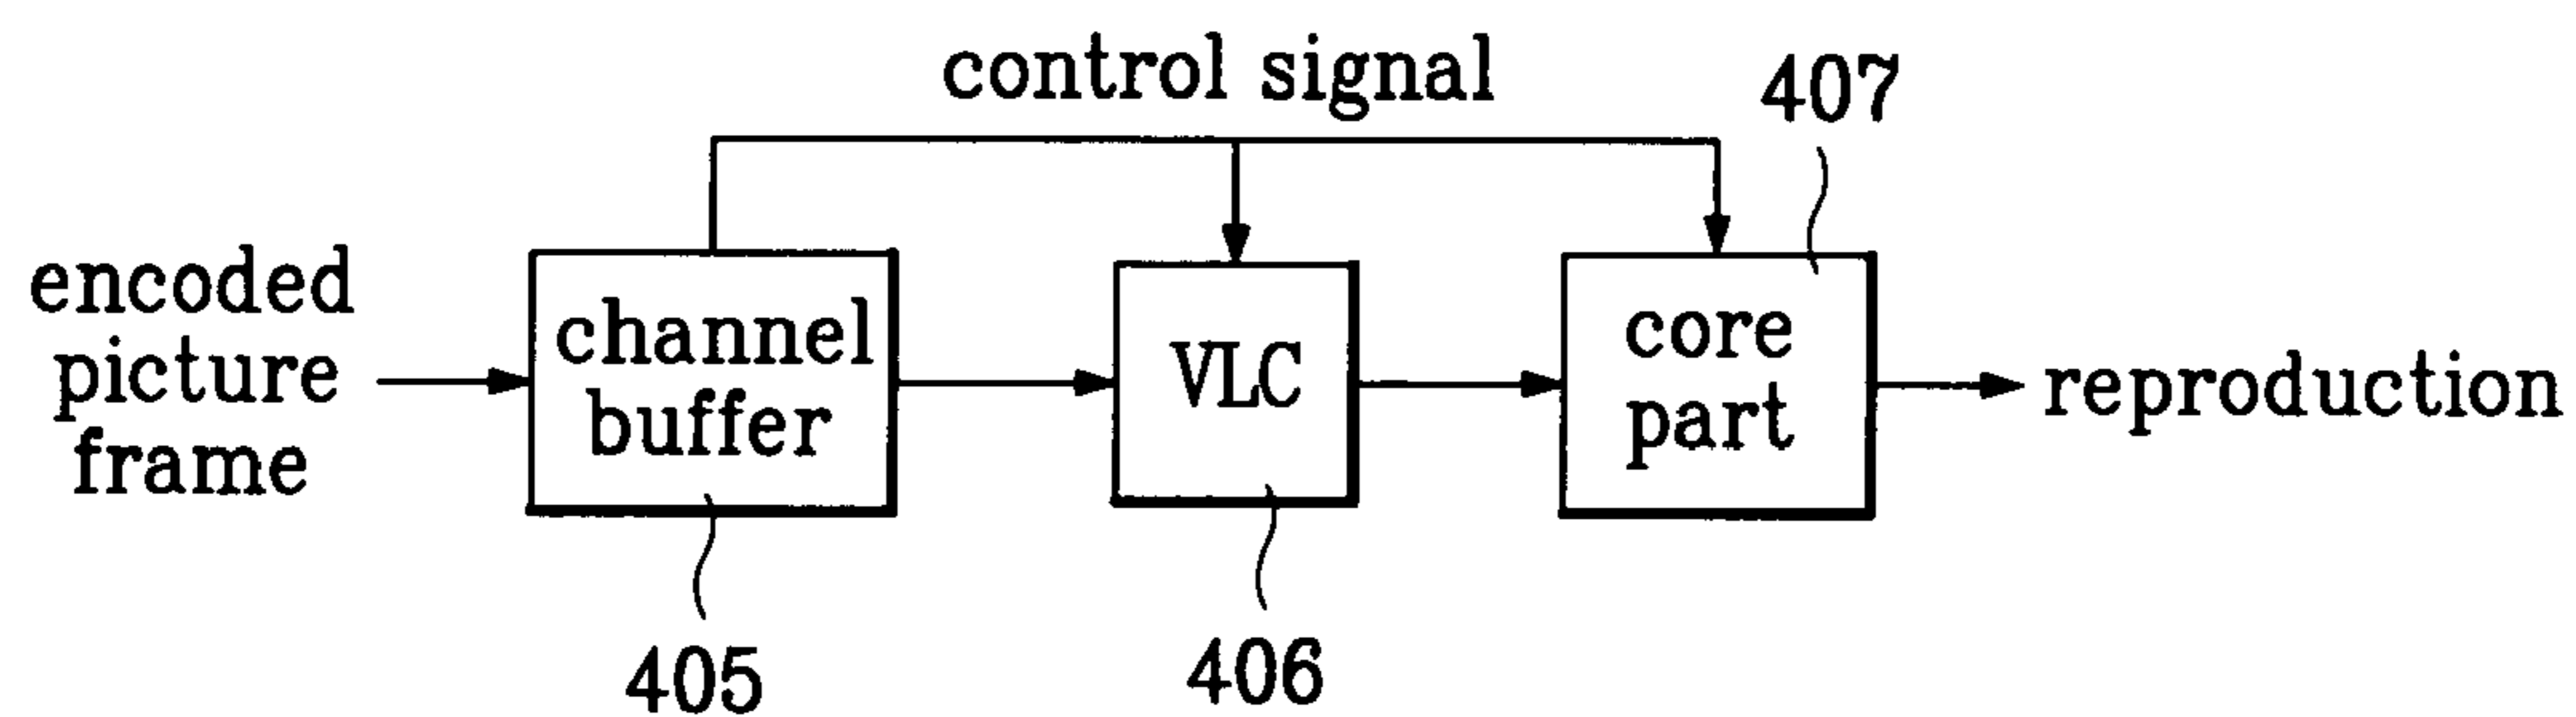 control signal
407
encoded
picture
frame
channel
buffer
VLC
core
part
reproduction
405
406